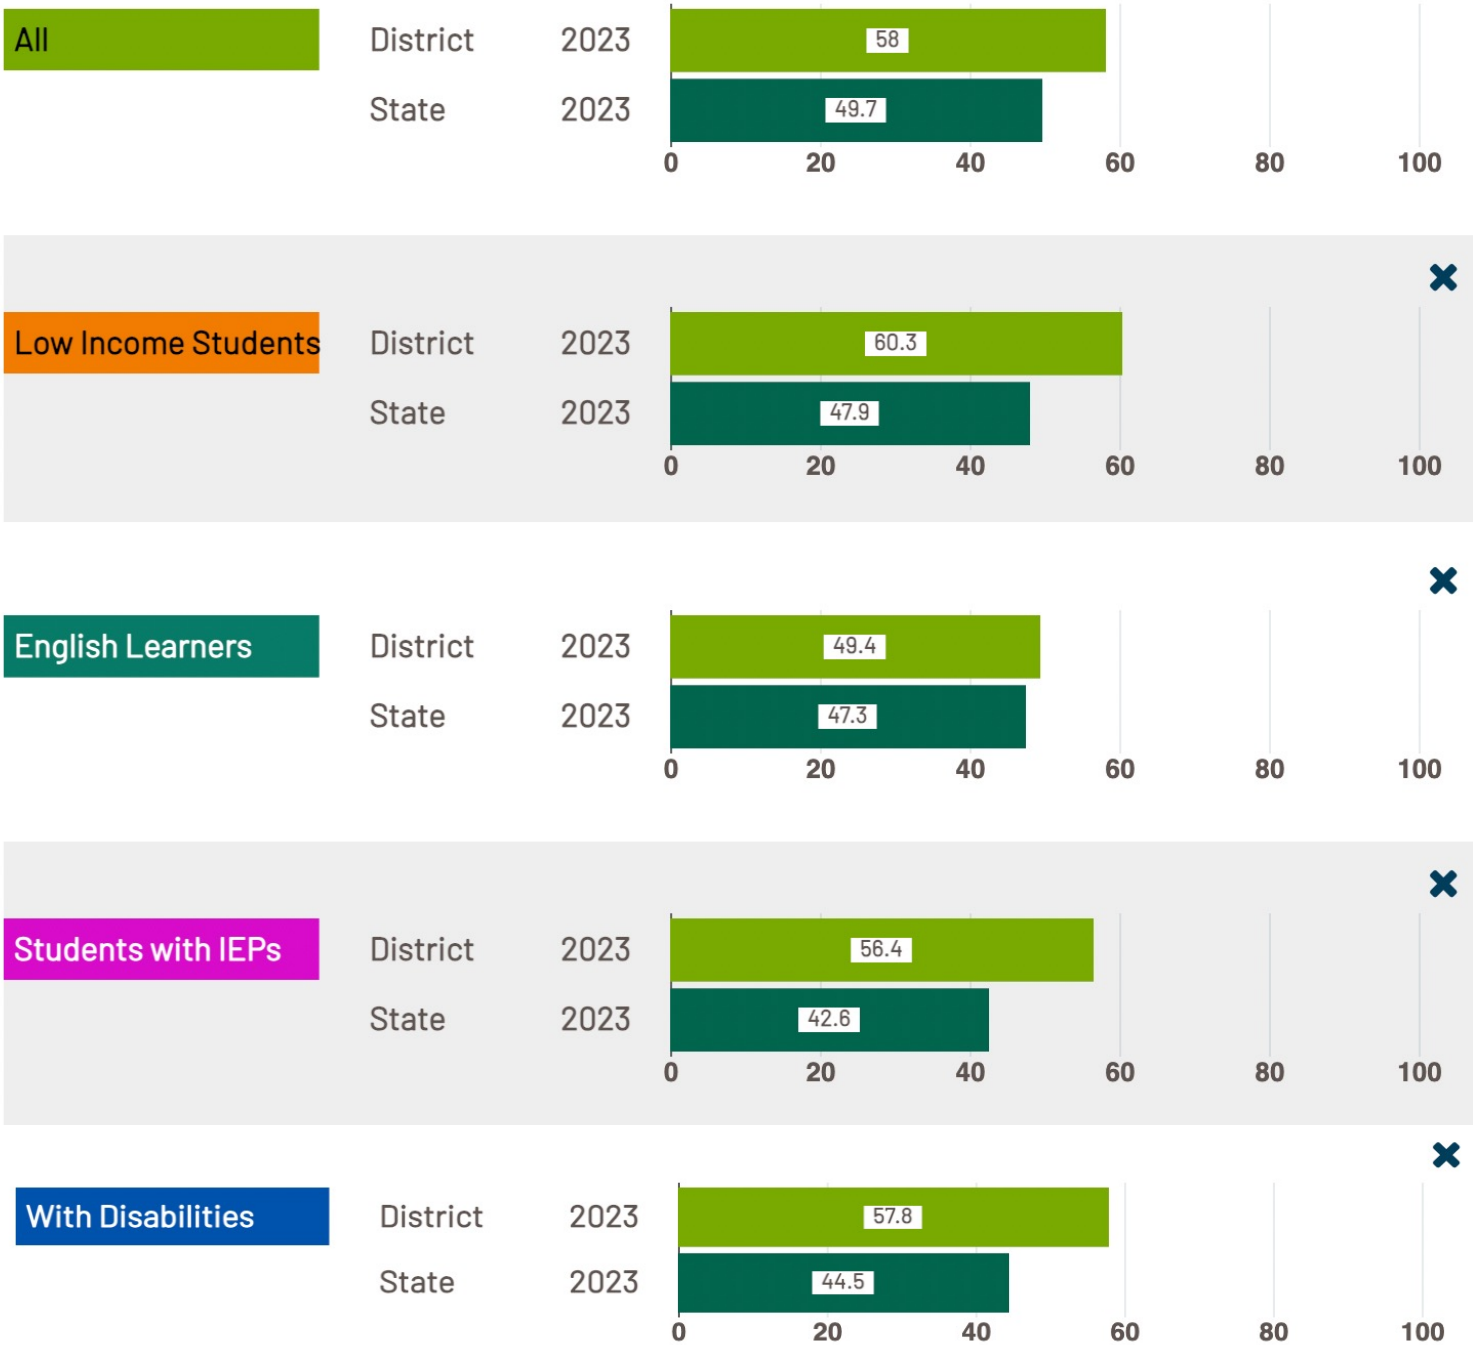 All District 2023 58
State 2023 49.7
0 20 40 60 80 100
Low Income Students District 2023 60.3
State 2023 47.9
0 20 40 60 80 100
English Learners District 2023 49.4
State 2023 47.3
0 20 40 60 80 100
Students with IEPs District 2023 56.4
State 2023 42.6
0 20 40 60 80 100
With Disabilities District 2023 57.8
State 2023 44.5
0 20 40 60 80 100